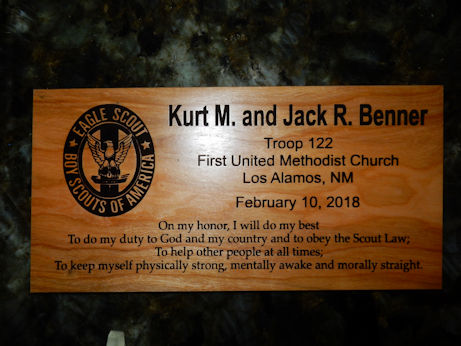 EAGLE SCOUT
BOY SCOUTS OF AMERICA
Kurt M. and Jack R. Benner
Troop 122
First United Methodist Church
Los Alamos, NM
February 10, 2018
On my honor, I will do my best
To do my duty to God and my country and to obey the Scout Law;
To help other people at all times;
To keep myself physically strong, mentally awake and morally straight.